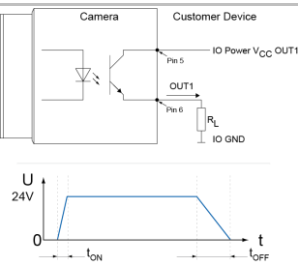 Camera
Customer Device
Pin 5
IO Power VCC OUT1
OUT1
Pin 6
RL
IO GND
U
24V
0
t
tON
tOFF